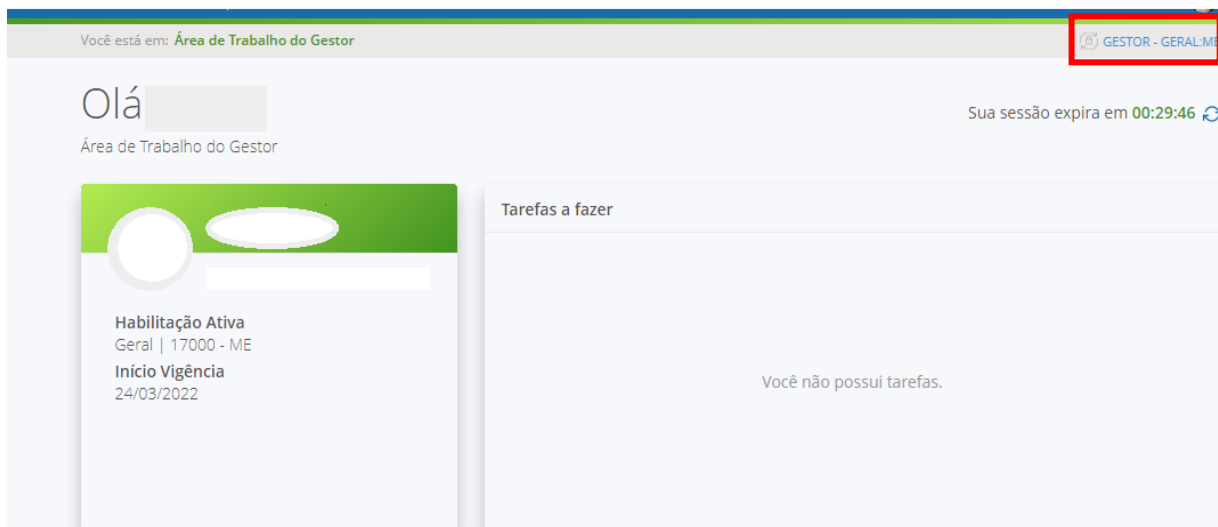 Você está em: Área de Trabalho do Gestor
GESTOR - GERAL:ME
Olá
Sua sessão expira em 00:29:46
Área de Trabalho do Gestor
Tarefas a fazer
Habilitação Ativa
Geral | 17000 - ME
Início Vigência
24/03/2022
Você não possui tarefas.